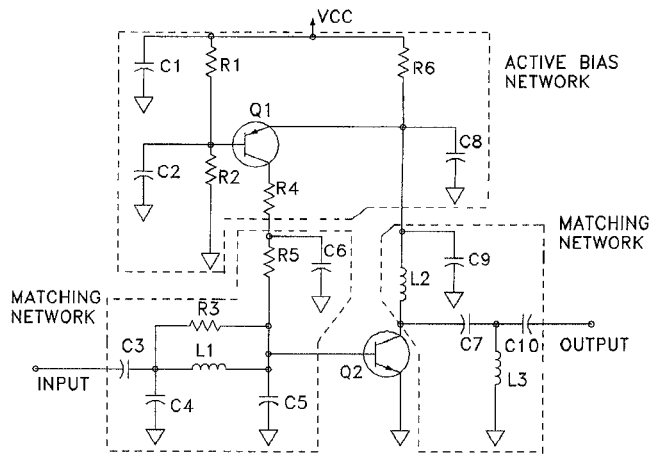 VCC
C1
R1
R6
ACTIVE BIAS
NETWORK
Q1
C2
R2
C8
R4
MATCHING
NETWORK
R5
C6
C9
L2
MATCHING
NETWORK
R3
C3
L1
C7
C10
OUTPUT
INPUT
C4
C5
Q2
L3